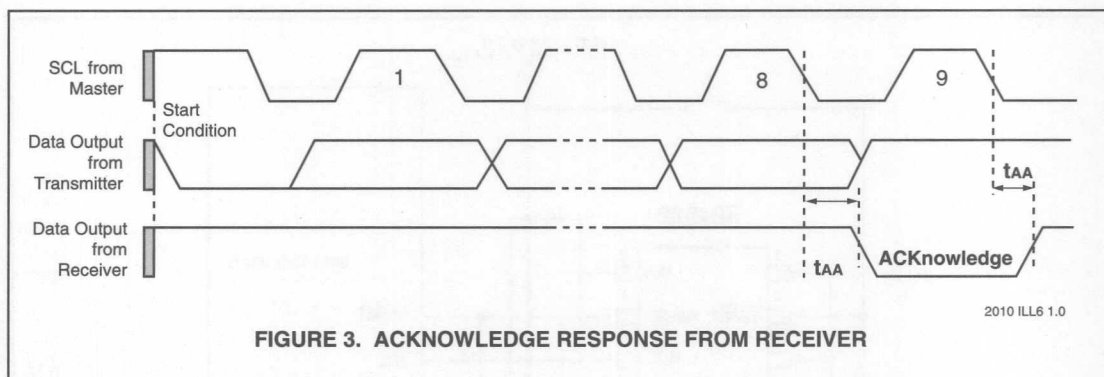 SCL from
Master
1
8
9
Start
Condition
Data Output
from
Transmitter
tAA
Data Output
from
Receiver
tAA
ACKnowledge
2010 ILL6 1.0
FIGURE 3. ACKNOWLEDGE RESPONSE FROM RECEIVER